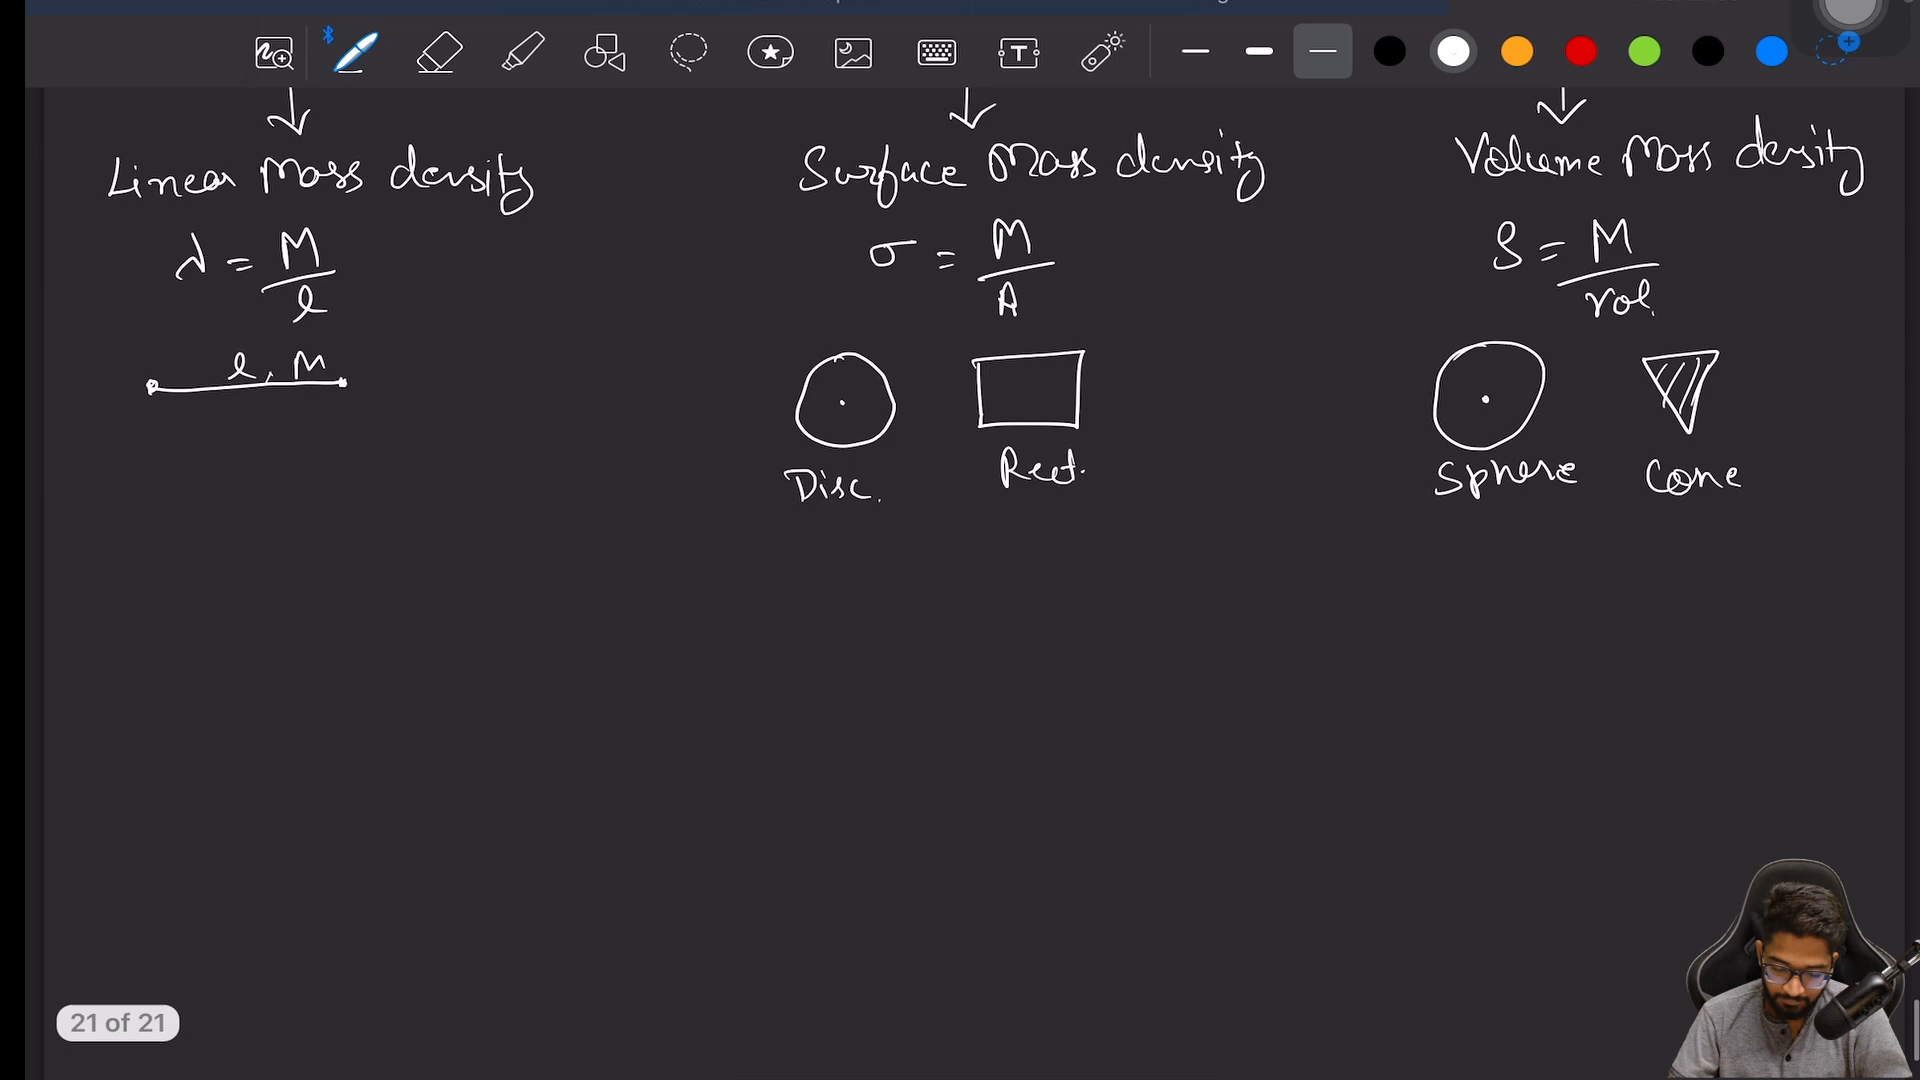 Linear Mass density
λ = M/l
l, M
Surface Mass density
σ = M/A
Disc.
Rect.
Volume Mass density
ρ = M/vol.
Sphere
Cone
21 of 21